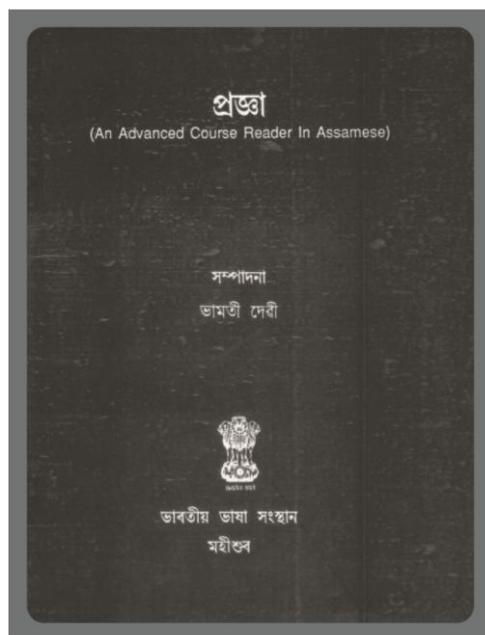 প্ৰজ্ঞা
(An Advanced Course Reader In Assamese)
সম্পাদনা
ভামতী দেৱী
ভাৰতীয় ভাষা সংস্থান
মহীশুৰ